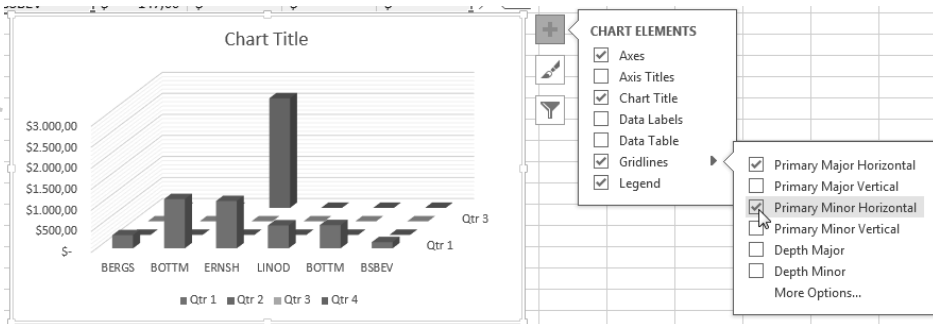 Chart Title
$3.000,00
$2.500,00
$2.000,00
$1.500,00
$1.000,00
$500,00
$-
Qtr 3
Qtr 1
BERGS BOTTM ERNSH LINOD BOTTM BSBEV
Qtr 1 Qtr 2 Qtr 3 Qtr 4
CHART ELEMENTS
Axes
Axis Titles
Chart Title
Data Labels
Data Table
Gridlines
Legend
Primary Major Horizontal
Primary Major Vertical
Primary Minor Horizontal
Primary Minor Vertical
Depth Major
Depth Minor
More Options...